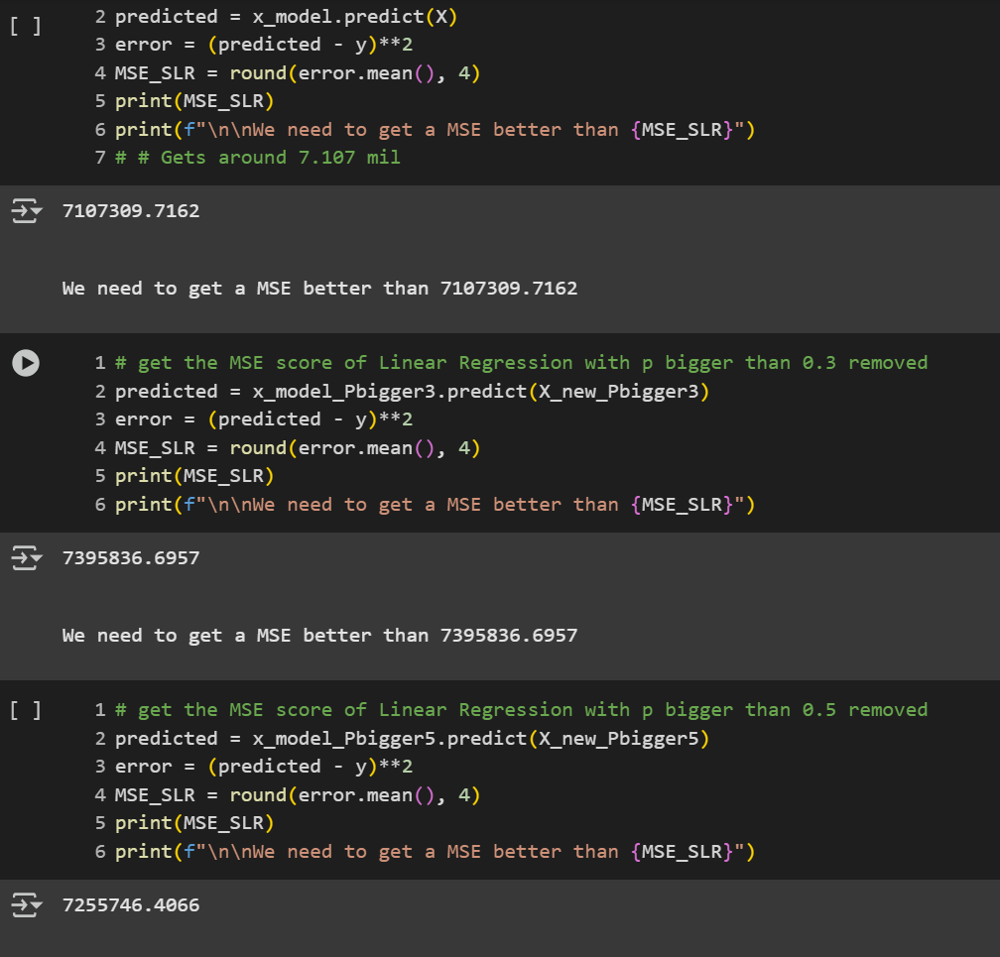 [ ]
2 predicted = x_model.predict(X)
3 error = (predicted - y)**2
4 MSE_SLR = round(error.mean(), 4)
5 print(MSE_SLR)
6 print(f"\n\nWe need to get a MSE better than {MSE_SLR}")
7 # # Gets around 7.107 mil
7107309.7162
We need to get a MSE better than 7107309.7162
1 # get the MSE score of Linear Regression with p bigger than 0.3 removed
2 predicted = x_model_Pbigger3.predict(X_new_Pbigger3)
3 error = (predicted - y)**2
4 MSE_SLR = round(error.mean(), 4)
5 print(MSE_SLR)
6 print(f"\n\nWe need to get a MSE better than {MSE_SLR}")
7395836.6957
We need to get a MSE better than 7395836.6957
[ ]
1 # get the MSE score of Linear Regression with p bigger than 0.5 removed
2 predicted = x_model_Pbigger5.predict(X_new_Pbigger5)
3 error = (predicted - y)**2
4 MSE_SLR = round(error.mean(), 4)
5 print(MSE_SLR)
6 print(f"\n\nWe need to get a MSE better than {MSE_SLR}")
7255746.4066